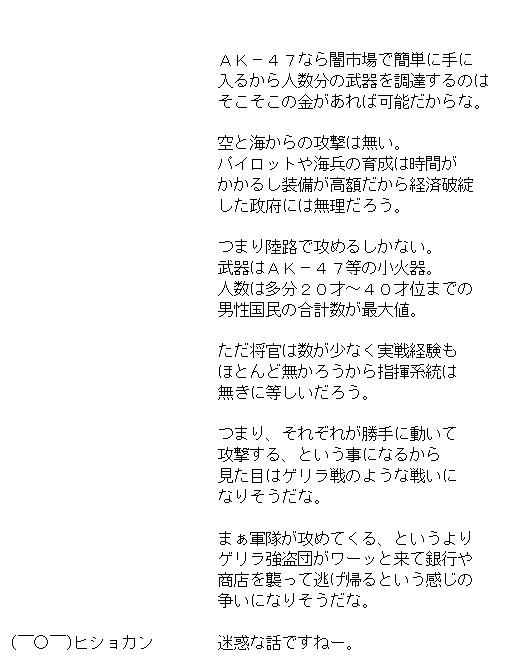 ＡＫ－４７なら闇市場で簡単に手に
入るから人数分の武器を調達するのは
そこそこの金があれば可能だからな。
空と海からの攻撃は無い。
パイロットや海兵の育成は時間が
かかるし装備が高額だから経済破綻
した政府には無理だろう。
つまり陸路で攻めるしかない。
武器はＡＫ－４７等の小火器。
人数は多分２０才～４０才位までの
男性国民の合計数が最大値。
ただ将官は数が少なく実戦経験も
ほとんど無かろうから指揮系統は
無きに等しいだろう。
つまり、それぞれが勝手に動いて
攻撃する、という事になるから
見た目はゲリラ戦のような戦いに
なりそうだな。
まぁ軍隊が攻めてくる、というより
ゲリラ強盗団がワーッと来て銀行や
商店を襲って逃げ帰るという感じの
争いになりそうだな。
(￣○￣)ヒショカン　　　　迷惑な話ですねー。